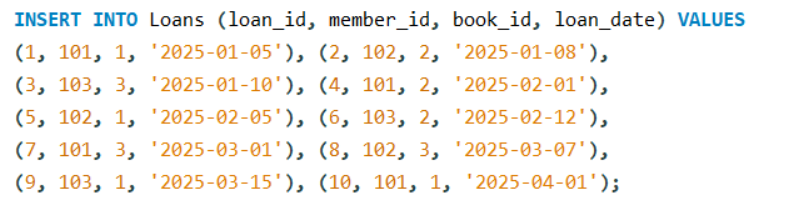 INSERT INTO Loans (loan_id, member_id, book_id, loan_date) VALUES
(1, 101, 1, '2025-01-05'), (2, 102, 2, '2025-01-08'),
(3, 103, 3, '2025-01-10'), (4, 101, 2, '2025-02-01'),
(5, 102, 1, '2025-02-05'), (6, 103, 2, '2025-02-12'),
(7, 101, 3, '2025-03-01'), (8, 102, 3, '2025-03-07'),
(9, 103, 1, '2025-03-15'), (10, 101, 1, '2025-04-01');